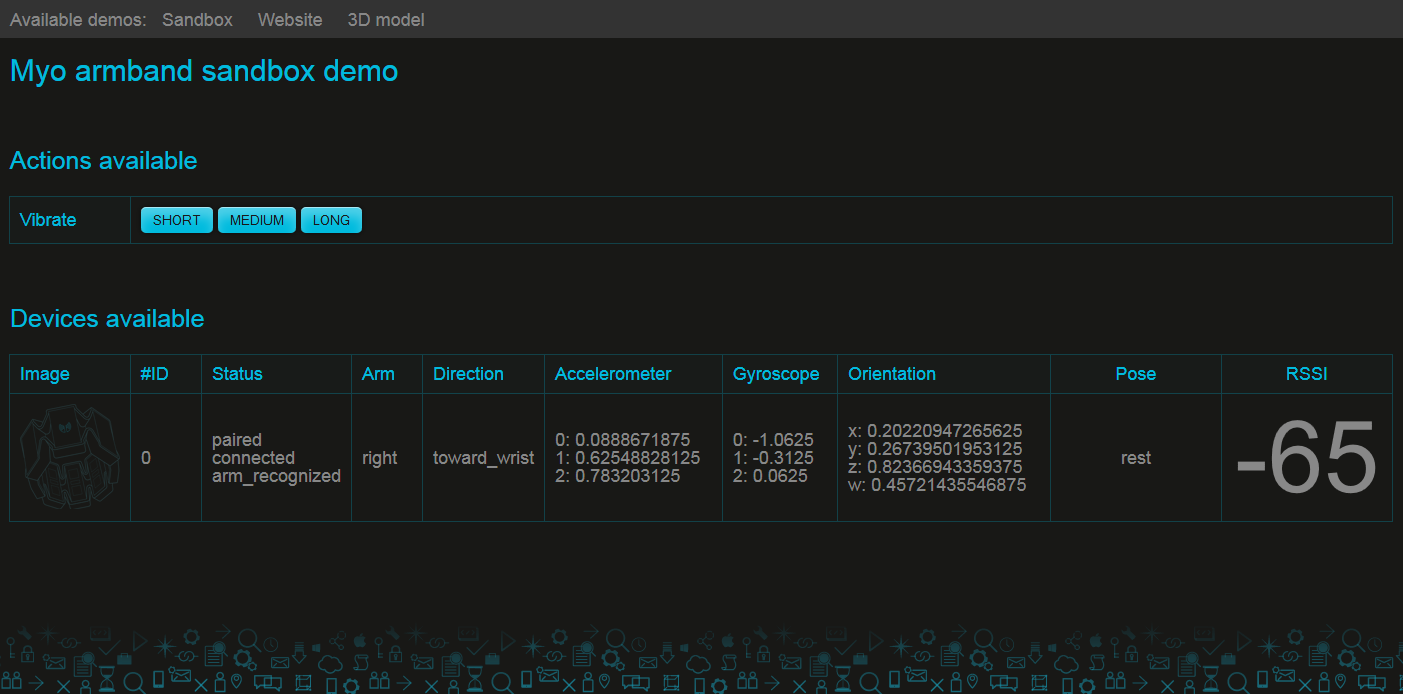 Available demos: Sandbox Website 3D model
Myo armband sandbox demo
Actions available
Vibrate SHORT MEDIUM LONG
Devices available
Image #ID Status Arm Direction Accelerometer Gyroscope Orientation Pose RSSI
0
paired
connected
arm_recognized
right
toward_wrist
0: 0.0888671875
1: 0.62548828125
2: 0.783203125
0: -1.0625
1: -0.3125
2: 0.0625
x: 0.20220947265625
y: 0.26739501953125
z: 0.82366943359375
w: 0.45721435546875
rest
-65